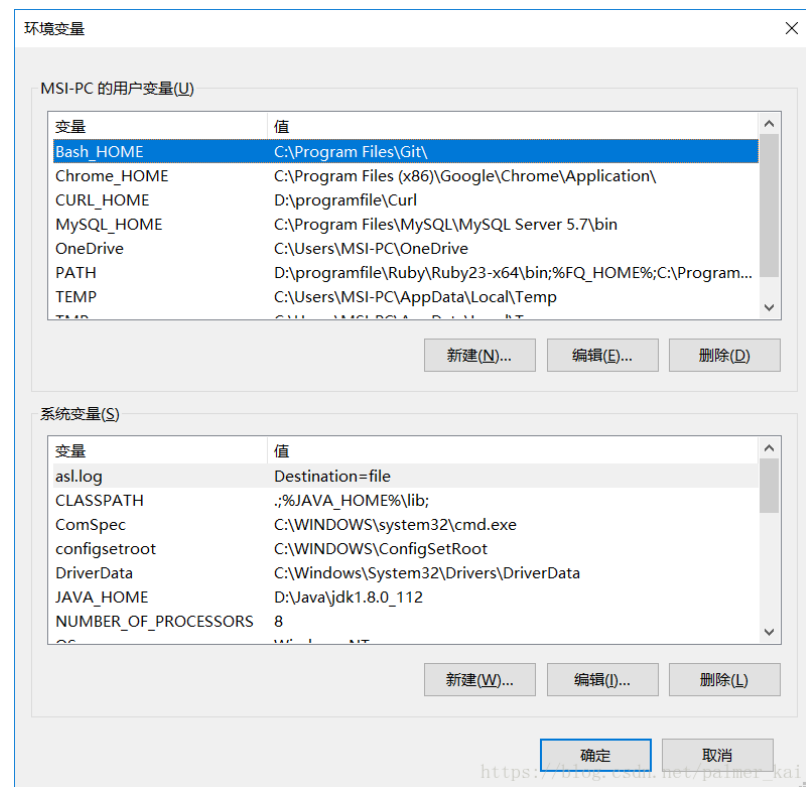 环境变量
MSI-PC 的用户变量(U)
变量 值
Bash_HOME C:\Program Files\Git\
Chrome_HOME C:\Program Files (x86)\Google\Chrome\Application\
CURL_HOME D:\programfile\Curl
MySQL_HOME C:\Program Files\MySQL\MySQL Server 5.7\bin
OneDrive C:\Users\MSI-PC\OneDrive
PATH D:\programfile\Ruby\Ruby23-x64\bin;%FQ_HOME%;C:\Program...
TEMP C:\Users\MSI-PC\AppData\Local\Temp
新建(N)... 编辑(E)... 删除(D)
系统变量(S)
变量 值
asl.log Destination=file
CLASSPATH .;%JAVA_HOME%\lib;
ComSpec C:\WINDOWS\system32\cmd.exe
configsetroot C:\WINDOWS\ConfigSetRoot
DriverData C:\Windows\System32\Drivers\DriverData
JAVA_HOME D:\Java\jdk1.8.0_112
NUMBER_OF_PROCESSORS 8
新建(W)... 编辑(I)... 删除(L)
确定 取消
https://blog.csdn.net/palmer_kai